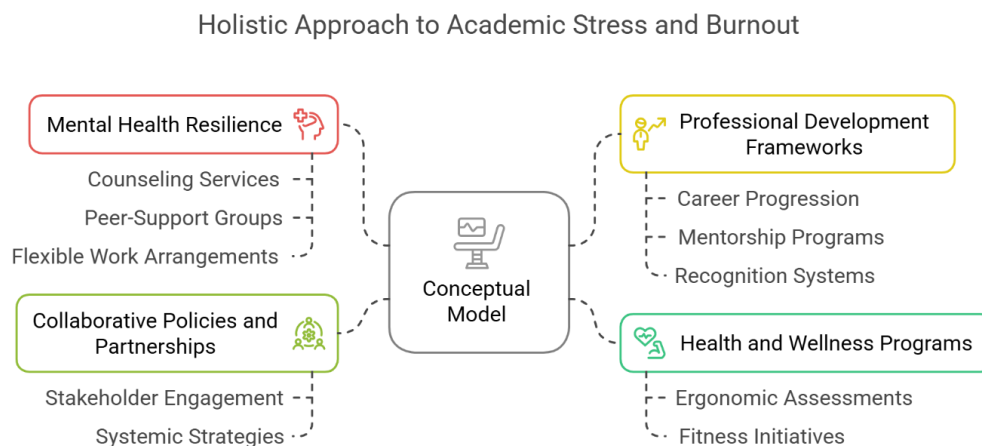 Holistic Approach to Academic Stress and Burnout
Mental Health Resilience
Counseling Services
Peer-Support Groups
Flexible Work Arrangements
Collaborative Policies and
Partnerships
Stakeholder Engagement
Systemic Strategies
Conceptual
Model
Professional Development
Frameworks
Career Progression
Mentorship Programs
Recognition Systems
Health and Wellness Programs
Ergonomic Assessments
Fitness Initiatives